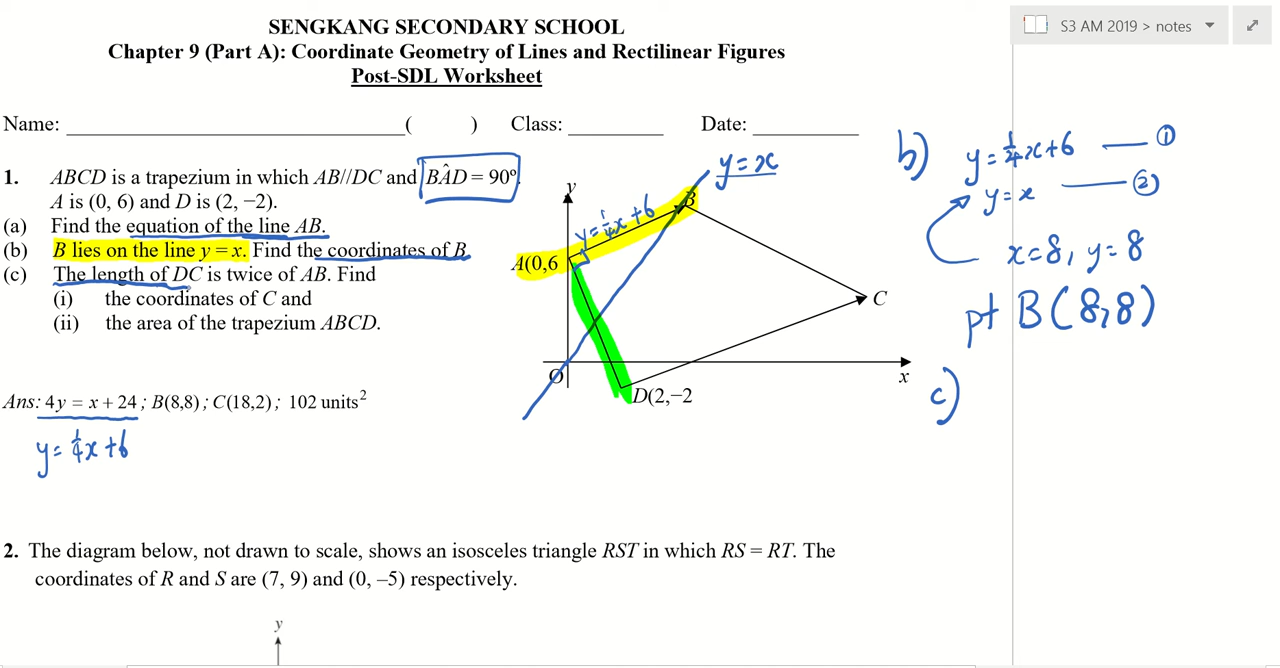 SENGKANG SECONDARY SCHOOL
Chapter 9 (Part A): Coordinate Geometry of Lines and Rectilinear Figures
Post-SDL Worksheet
S3 AM 2019 > notes
Name: ____ ( ) Class: ____ Date: ____
1. ABCD is a trapezium in which AB//DC and BÂD = 90°.
A is (0, 6) and D is (2, −2).
(a) Find the equation of the line AB.
(b) B lies on the line y = x. Find the coordinates of B.
(c) The length of DC is twice of AB. Find
(i) the coordinates of C and
(ii) the area of the trapezium ABCD.
Ans: 4y = x + 24 ; B(8,8) ; C(18,2) ; 102 units²
y = ¼x + 6
y
y = x
B
y = ¼x + 6
A(0,6
C
O
x
D(2,−2
b) y = ¼x + 6 — ①
y = x — ②
x = 8, y = 8
pt B (8,8)
c)
2. The diagram below, not drawn to scale, shows an isosceles triangle RST in which RS = RT. The
coordinates of R and S are (7, 9) and (0, –5) respectively.
y